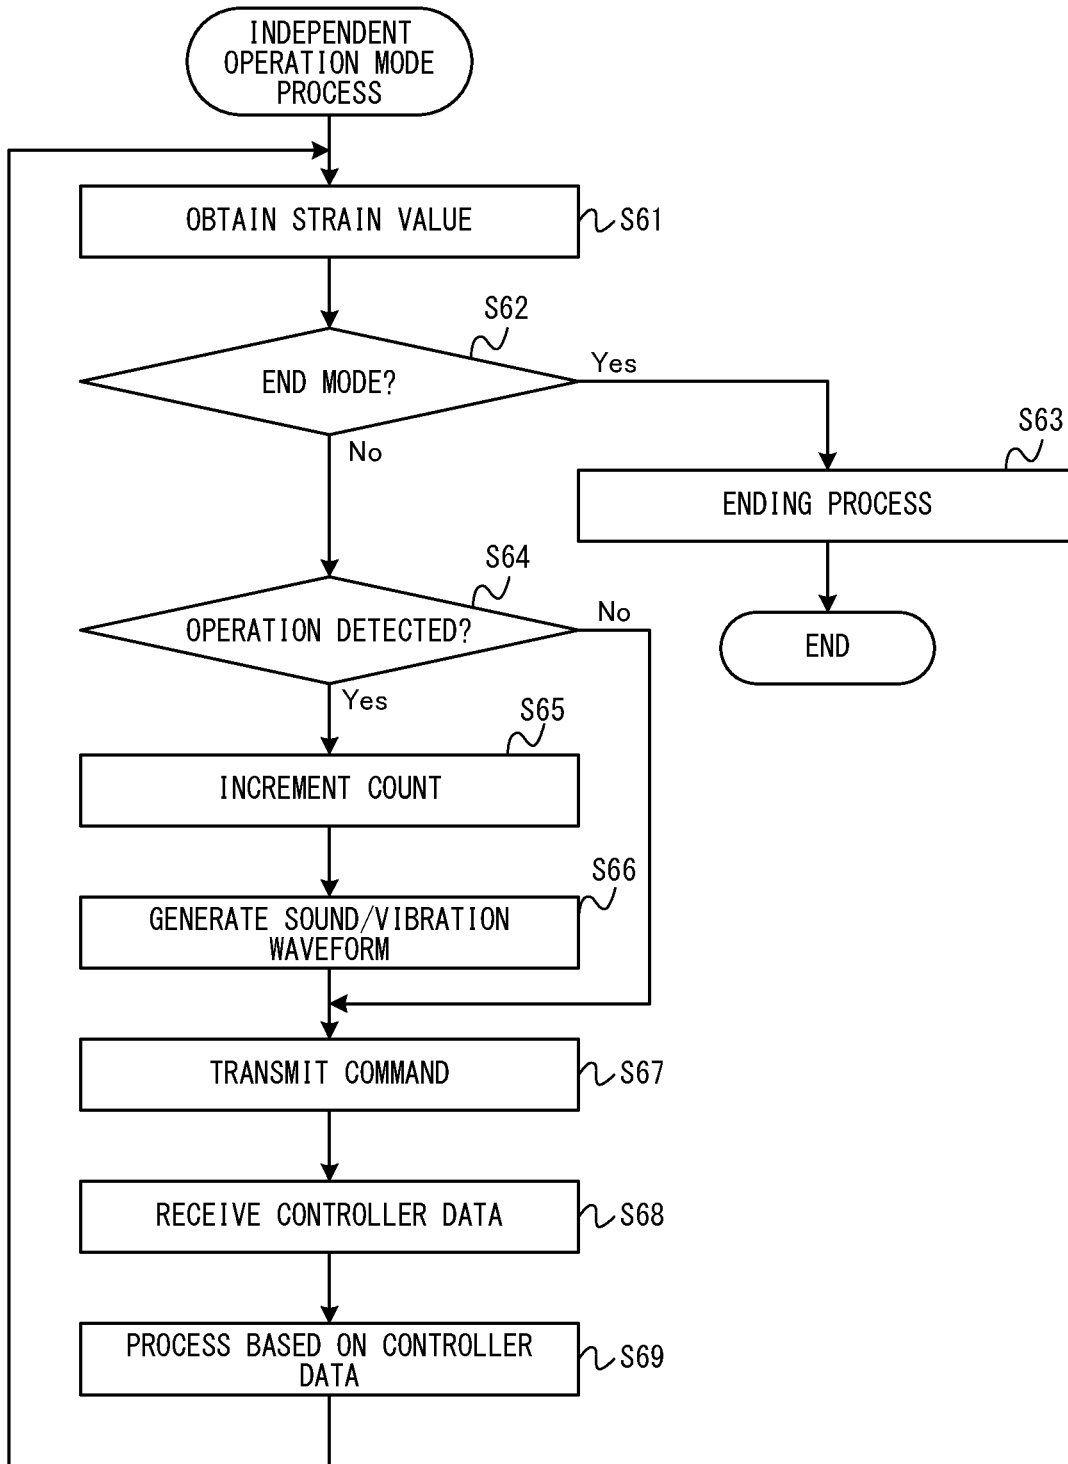 INDEPENDENT
OPERATION MODE
PROCESS
OBTAIN STRAIN VALUE
S61
S62
END MODE?
Yes
No
S63
ENDING PROCESS
END
S64
OPERATION DETECTED?
No
Yes
S65
INCREMENT COUNT
S66
GENERATE SOUND/VIBRATION
WAVEFORM
TRANSMIT COMMAND
S67
RECEIVE CONTROLLER DATA
S68
PROCESS BASED ON CONTROLLER
DATA
S69